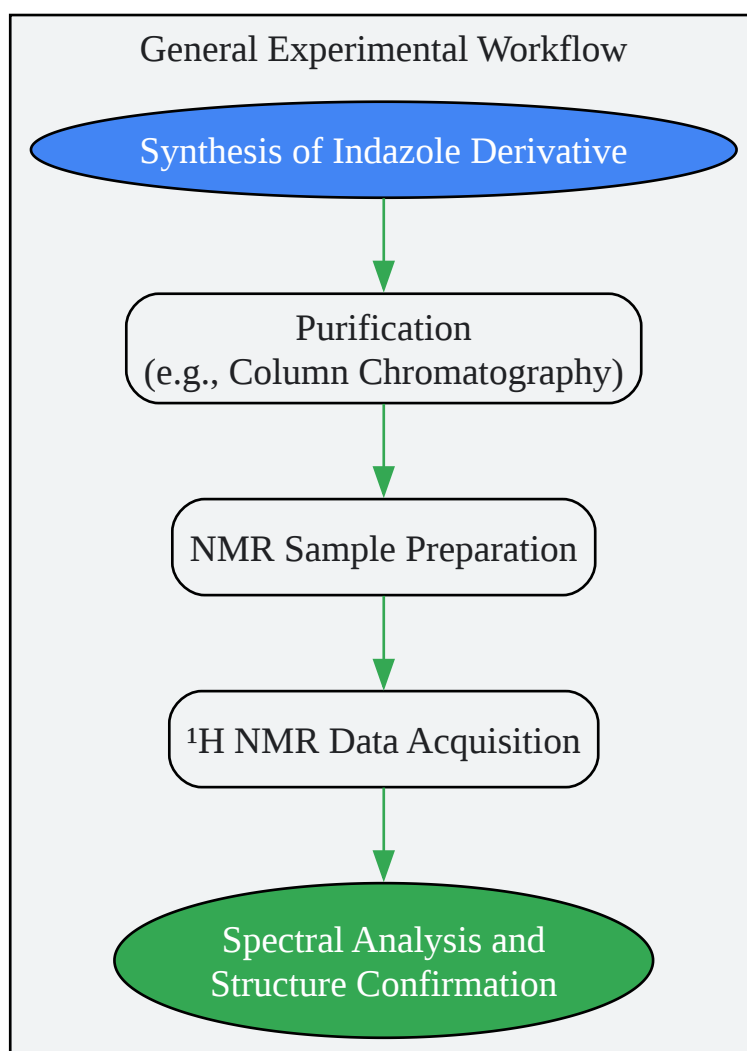 General Experimental Workflow
Synthesis of Indazole Derivative
Purification
(e.g., Column Chromatography)
NMR Sample Preparation
¹H NMR Data Acquisition
Spectral Analysis and
Structure Confirmation